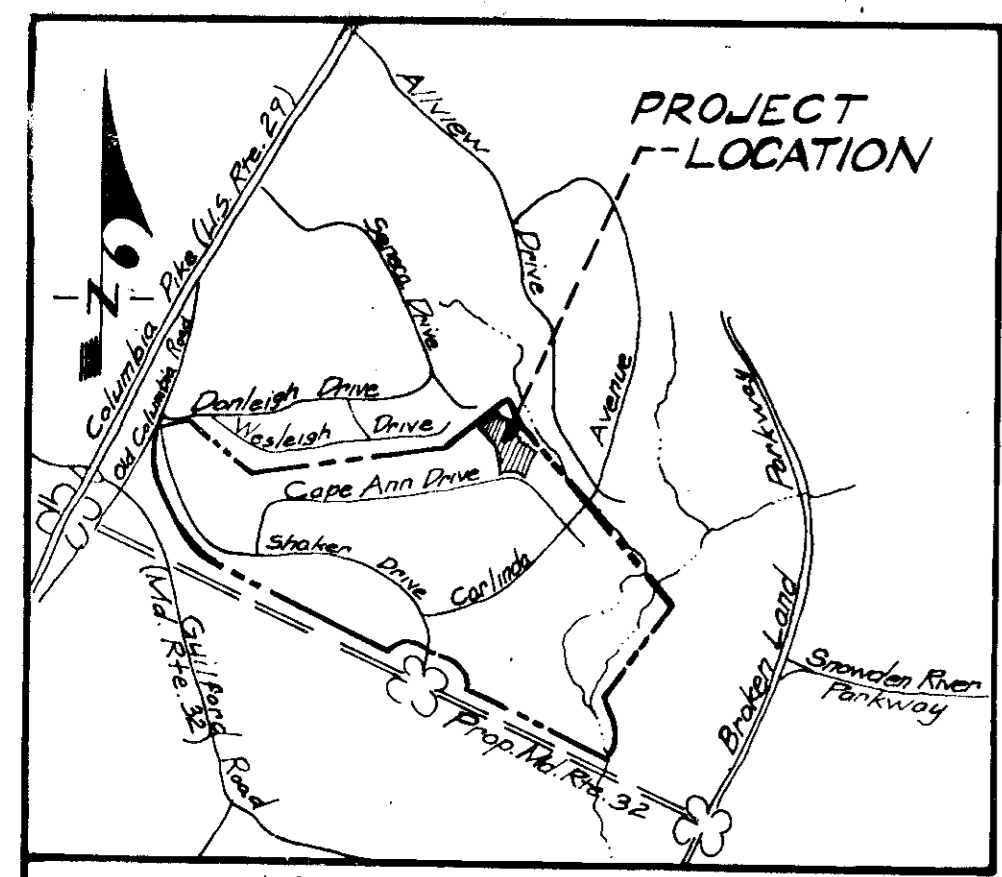 PROJECT
LOCATION
Allview
Drive
Columbia Pike (U.S. Rte. 29)
Old Columbia Road
Seneca Drive
N
Avenue
Donleigh Drive
Wesleigh Drive
Cape Ann Drive
Shaker Drive
Carlinda
Broken Land
Parkway
Snowden River
Parkway
Guilford Road
(Md. Rte. 32)
Prop. Md. Rte. 32